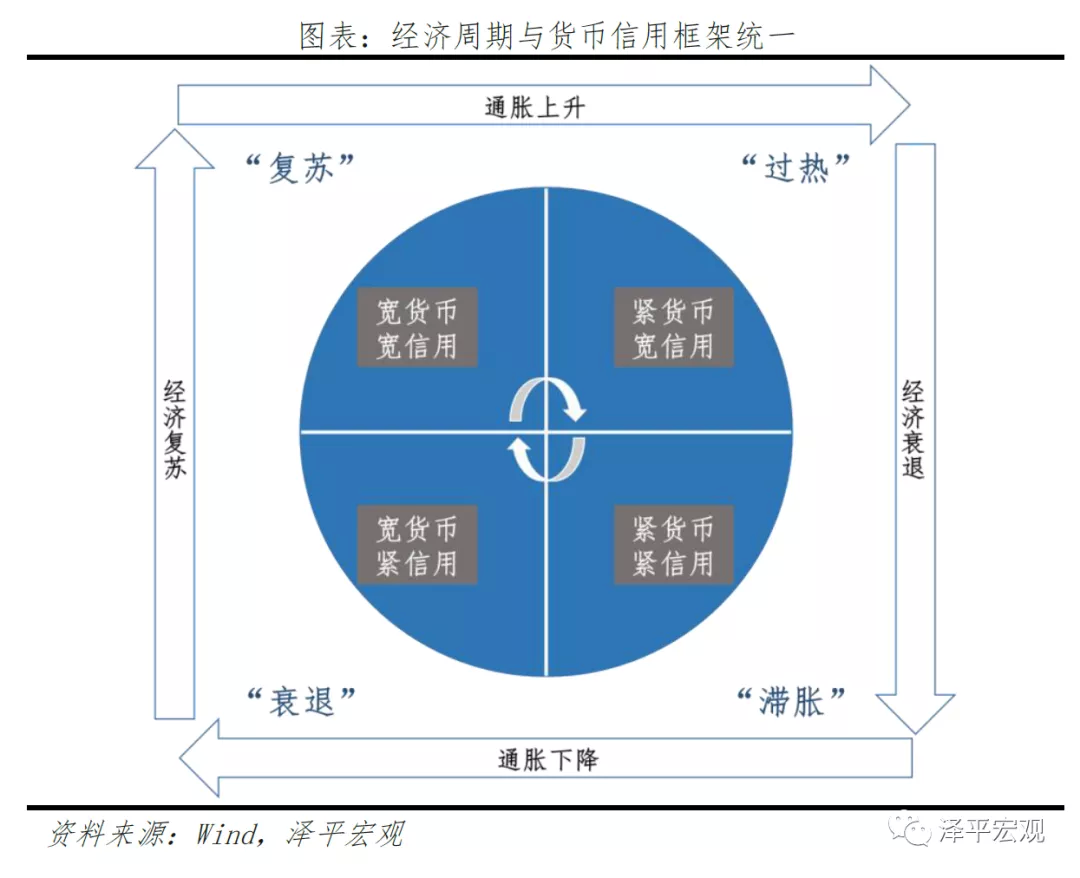 图表：经济周期与货币信用框架统一
通胀上升
“复苏”
“过热”
宽货币
宽信用
紧货币
宽信用
经济复苏
经济衰退
宽货币
紧信用
紧货币
紧信用
“衰退”
“滞胀”
通胀下降
资料来源：Wind，泽平宏观
泽平宏观